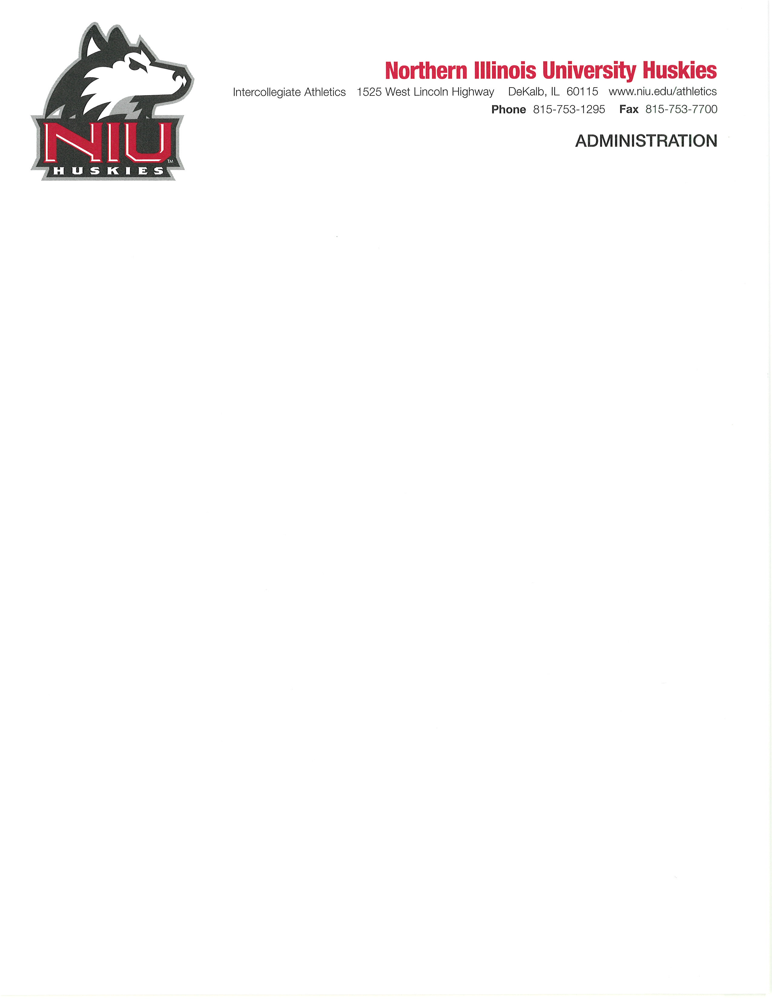 NIU
TM
HUSKIES
Northern Illinois University Huskies
Intercollegiate Athletics 1525 West Lincoln Highway DeKalb, IL 60115 www.niu.edu/athletics
Phone 815-753-1295 Fax 815-753-7700
ADMINISTRATION